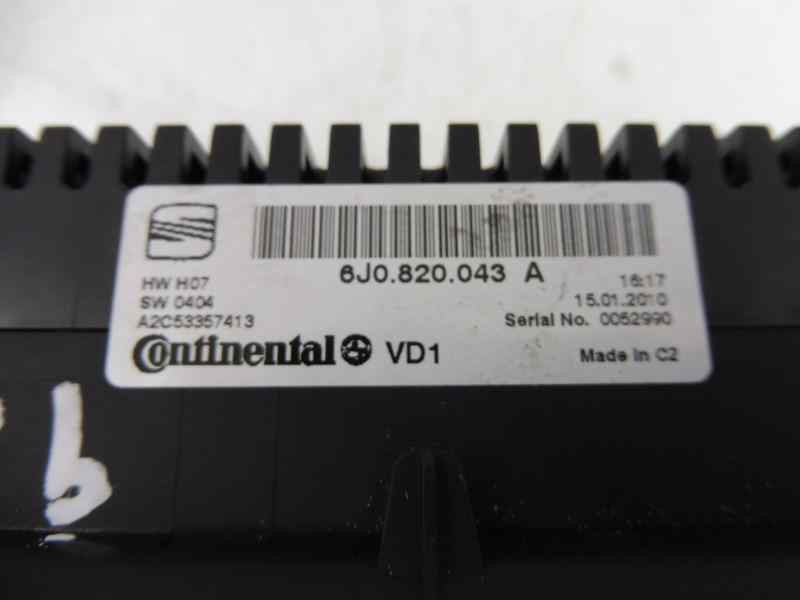 6J0.820.043 A
HW H07
SW 0404
A2C53357413
16:17
15.01.2010
Serial No. 0052990
Continental VD1
Made in C2
b